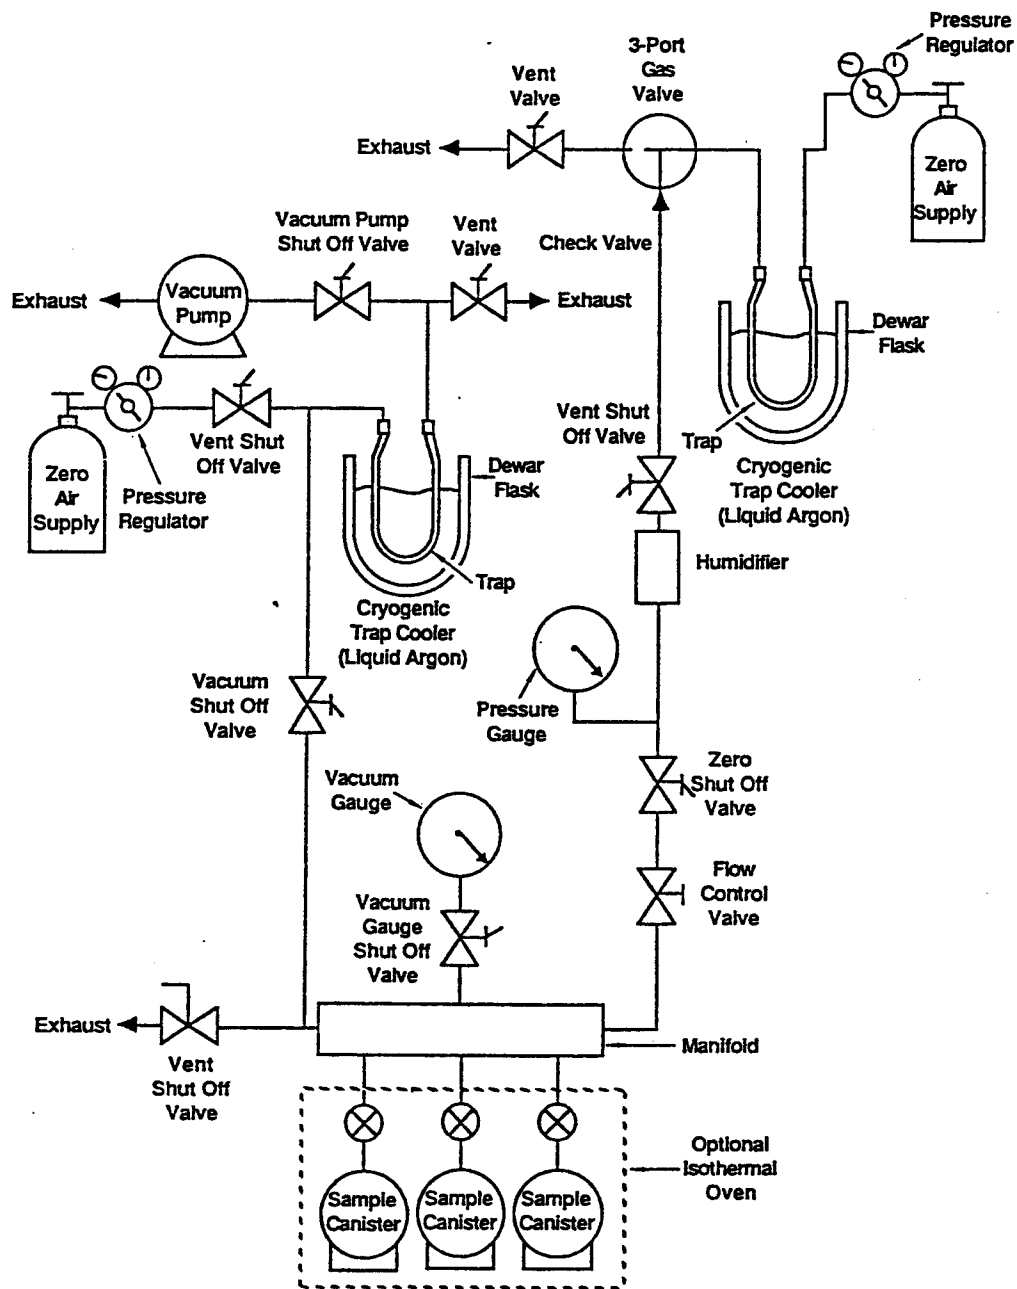 Pressure
Regulator
3-Port
Gas
Valve
Vent
Valve
Exhaust
Zero
Air
Supply
Vacuum Pump
Shut Off Valve
Vent
Valve
Check Valve
Exhaust
Vacuum
Pump
Exhaust
Dewar
Flask
Vent Shut
Off Valve
Vent Shut
Off Valve
Trap
Zero
Air
Supply
Pressure
Regulator
Dewar
Flask
Cryogenic
Trap Cooler
(Liquid Argon)
Humidifier
Trap
Cryogenic
Trap Cooler
(Liquid Argon)
Vacuum
Shut Off
Valve
Pressure
Gauge
Vacuum
Gauge
Zero
Shut Off
Valve
Flow
Control
Valve
Vacuum
Gauge
Shut Off
Valve
Exhaust
Manifold
Vent
Shut Off
Valve
Optional
Isothermal
Oven
Sample
Canister
Sample
Canister
Sample
Canister